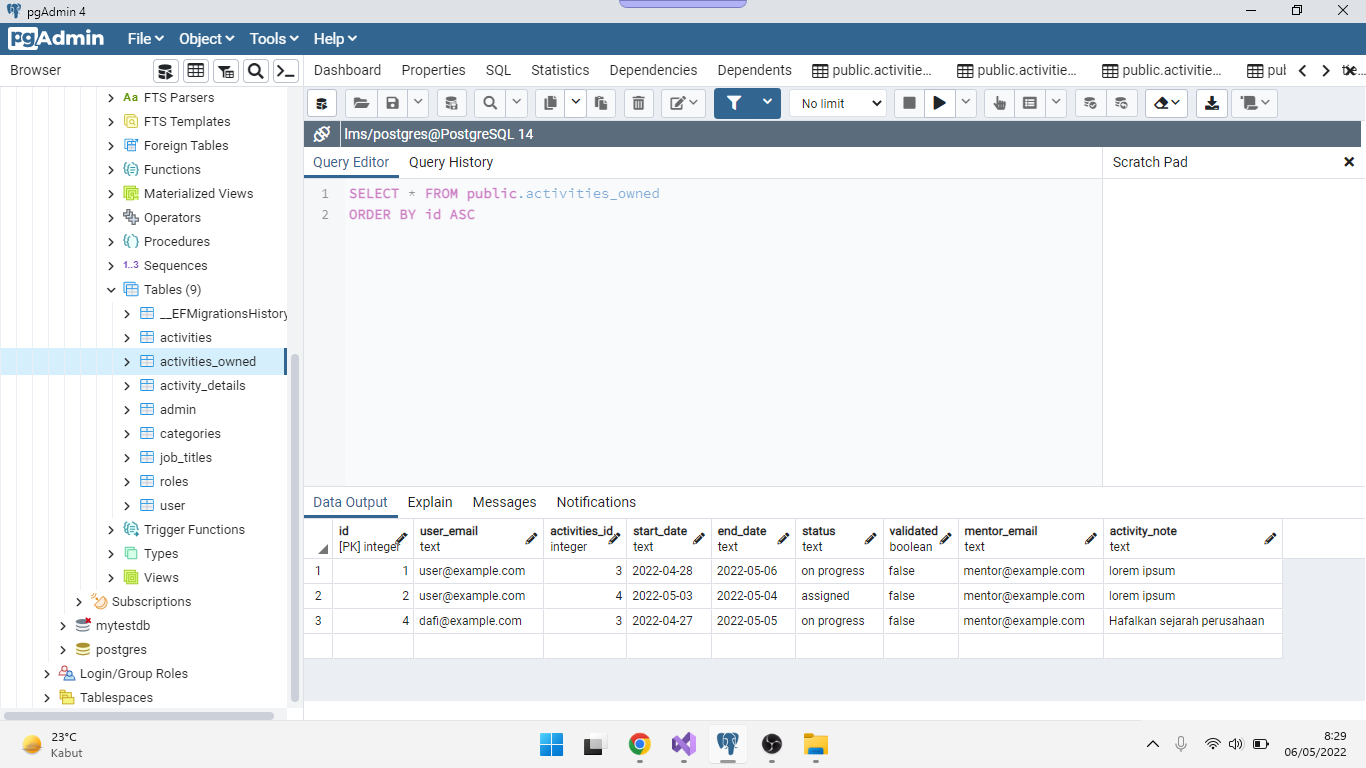 pgAdmin 4
pgAdmin File Object Tools Help
Browser
Dashboard Properties SQL Statistics Dependencies Dependents public.activitie... public.activitie... public.activitie...
No limit
lms/postgres@PostgreSQL 14
Query Editor Query History
Scratch Pad
1 SELECT * FROM public.activities_owned
2 ORDER BY id ASC
FTS Parsers
FTS Templates
Foreign Tables
Functions
Materialized Views
Operators
Procedures
1..3 Sequences
Tables (9)
__EFMigrationsHistory
activities
activities_owned
activity_details
admin
categories
job_titles
roles
user
Trigger Functions
Types
Views
Subscriptions
mytestdb
postgres
Login/Group Roles
Tablespaces
Data Output Explain Messages Notifications
id user_email activities_id start_date end_date status validated mentor_email activity_note
[PK] integer text integer text text text boolean text text
1 1 user@example.com 3 2022-04-28 2022-05-06 on progress false mentor@example.com lorem ipsum
2 2 user@example.com 4 2022-05-03 2022-05-04 assigned false mentor@example.com lorem ipsum
3 4 dafi@example.com 3 2022-04-27 2022-05-05 on progress false mentor@example.com Hafalkan sejarah perusahaan
23°C
Kabut
8:29
06/05/2022